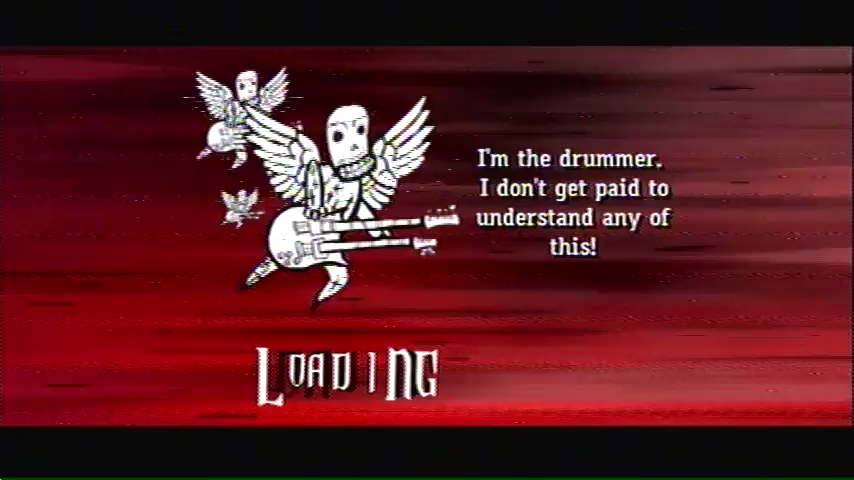 I'm the drummer.
I don't get paid to
understand any of
this!
LOADING